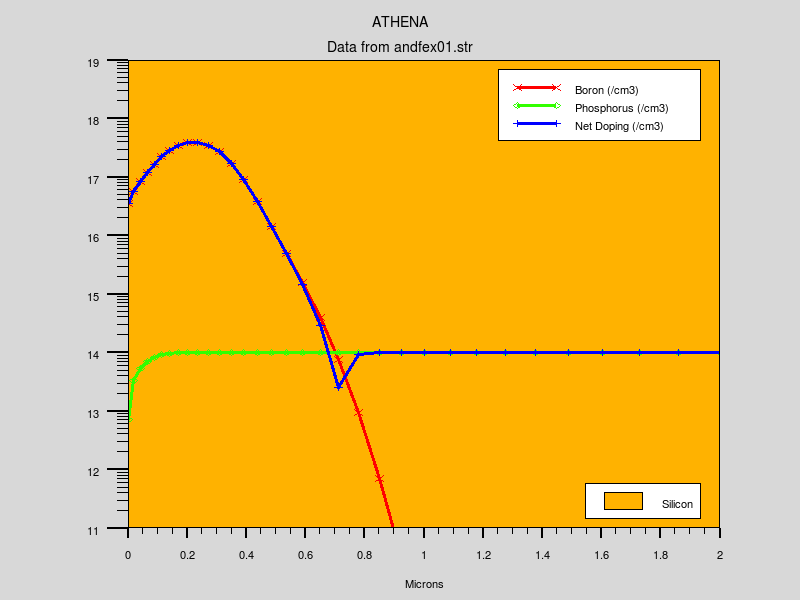 ATHENA
Data from andfex01.str
19
18
17
16
15
14
13
12
11
Boron (/cm3)
Phosphorus (/cm3)
Net Doping (/cm3)
Silicon
0 0.2 0.4 0.6 0.8 1 1.2 1.4 1.6 1.8 2
Microns